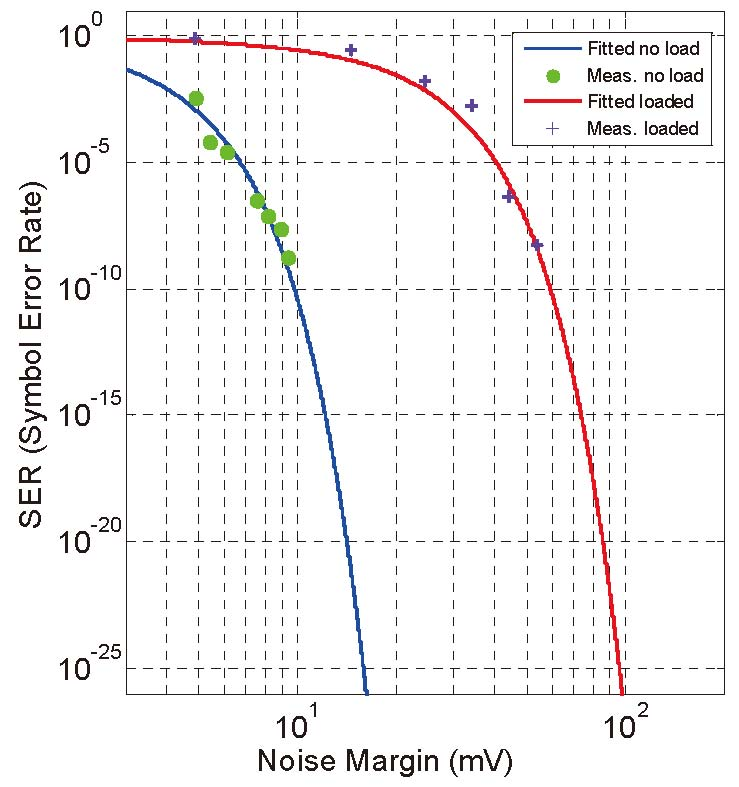 SER (Symbol Error Rate)
10^0
10^-5
10^-10
10^-15
10^-20
10^-25
Fitted no load
Meas. no load
Fitted loaded
Meas. loaded
10^1
10^2
Noise Margin (mV)